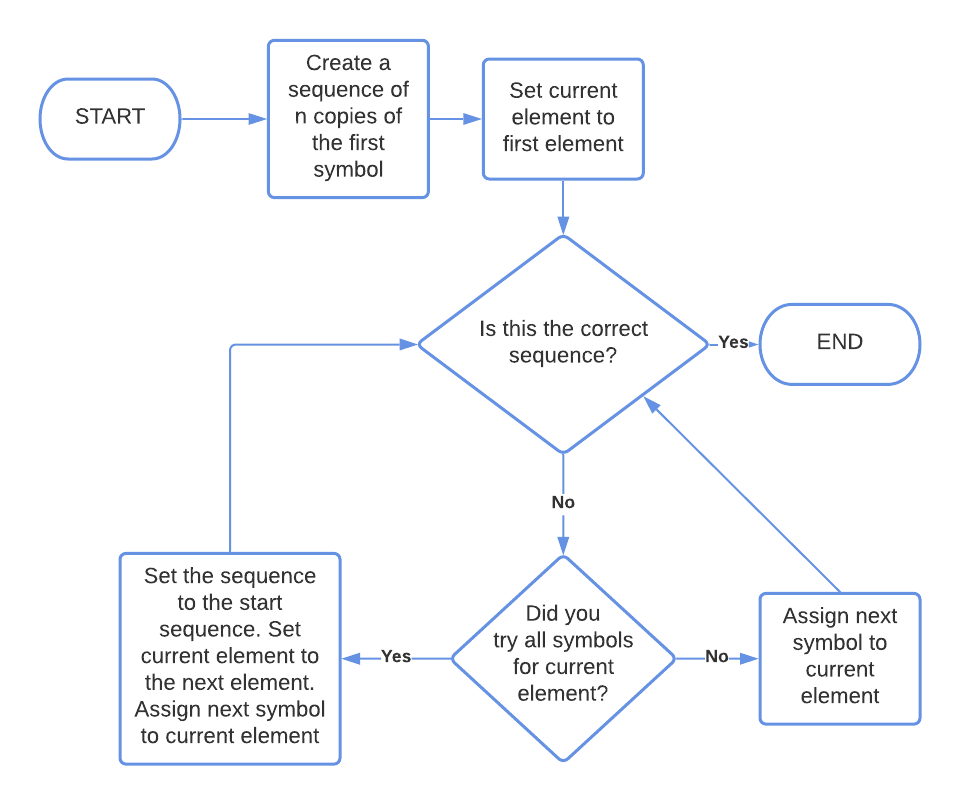 START
Create a
sequence of
n copies of
the first
symbol
Set current
element to
first element
Is this the correct
sequence?
Yes
END
No
Did you
try all symbols
for current
element?
Yes
No
Set the sequence
to the start
sequence. Set
current element to
the next element.
Assign next symbol
to current element
Assign next
symbol to
current
element